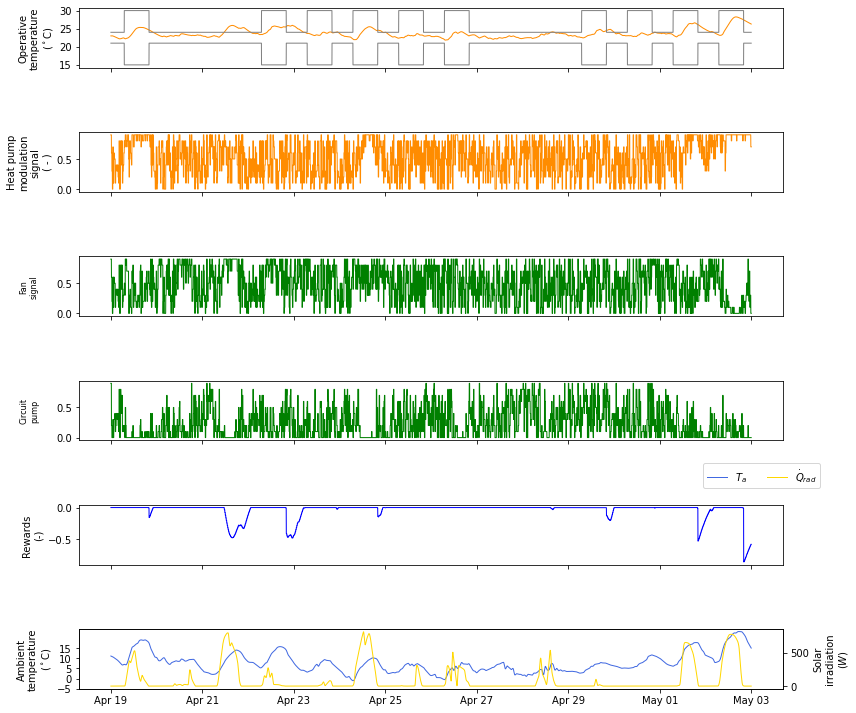 Operative
temperature
(°C)
30
25
20
15
Heat pump
modulation
signal
( - )
0.5
0.0
Fan
signal
0.5
0.0
Circuit
pump
0.5
0.0
T_a
Q̇_rad
Rewards
(-)
0.0
−0.5
Ambient
temperature
(°C)
15
10
5
0
−5
500
0
Solar
irradiation
(W)
Apr 19 Apr 21 Apr 23 Apr 25 Apr 27 Apr 29 May 01 May 03